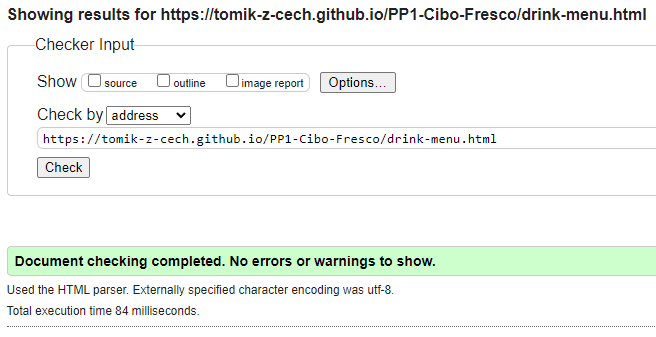 Showing results for https://tomik-z-cech.github.io/PP1-Cibo-Fresco/drink-menu.html
Checker Input
Show source outline image report Options...
Check by address
https://tomik-z-cech.github.io/PP1-Cibo-Fresco/drink-menu.html
Check
Document checking completed. No errors or warnings to show.
Used the HTML parser. Externally specified character encoding was utf-8.
Total execution time 84 milliseconds.